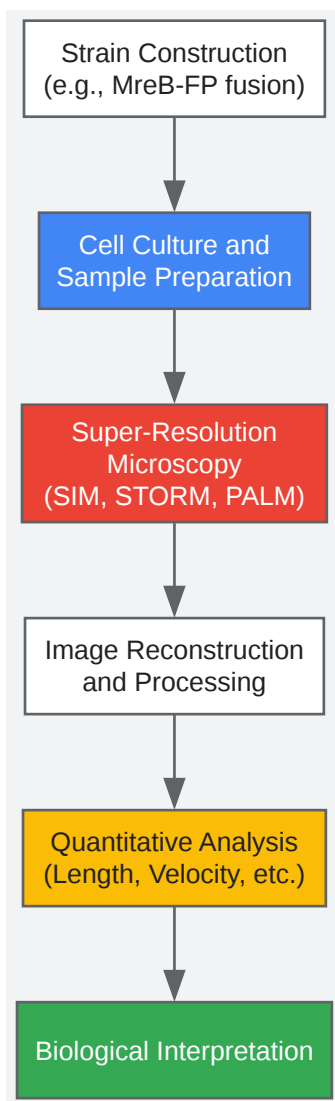 Strain Construction
(e.g., MreB-FP fusion)
Cell Culture and
Sample Preparation
Super-Resolution
Microscopy
(SIM, STORM, PALM)
Image Reconstruction
and Processing
Quantitative Analysis
(Length, Velocity, etc.)
Biological Interpretation